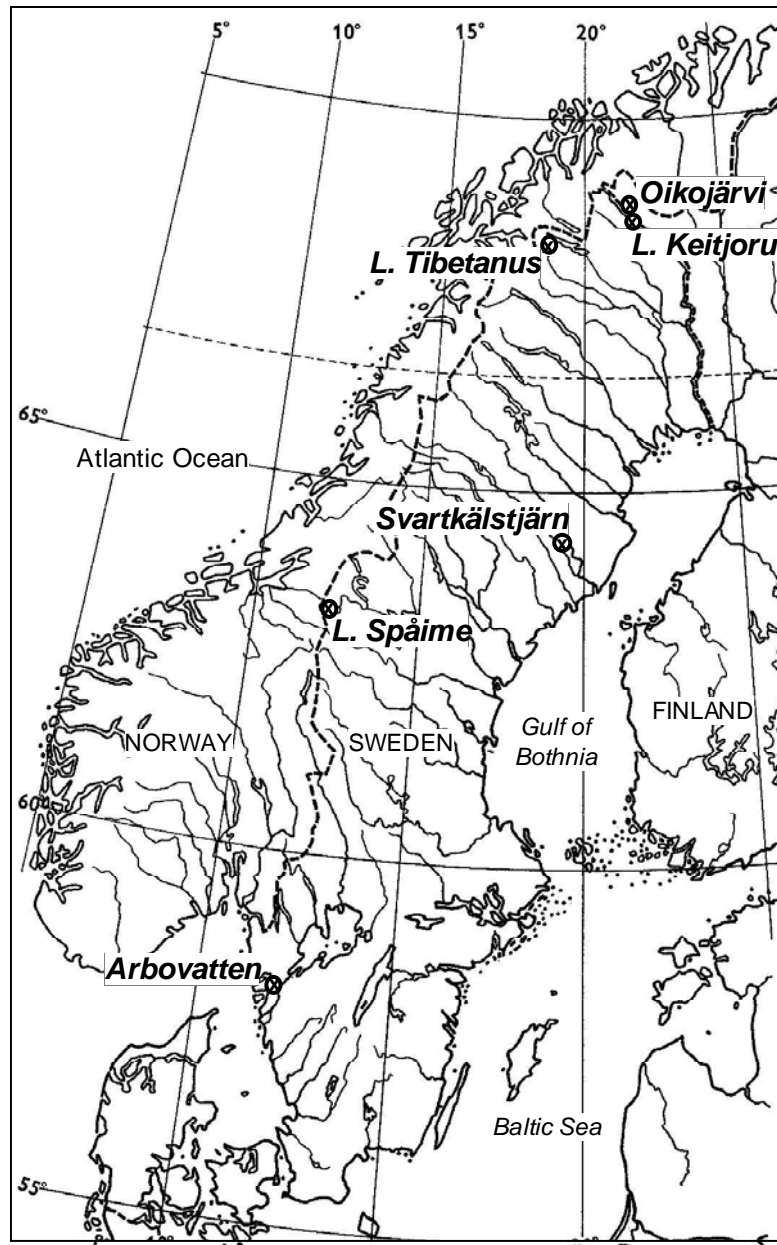 5° 10° 15° 20°
Oikojärvi
L. Keitjoru
L. Tibetanus
65°
Atlantic Ocean
Svartkälstjärn
L. Spåime
NORWAY
SWEDEN
Gulf of
Bothnia
FINLAND
60°
Arbovatten
Baltic Sea
55°